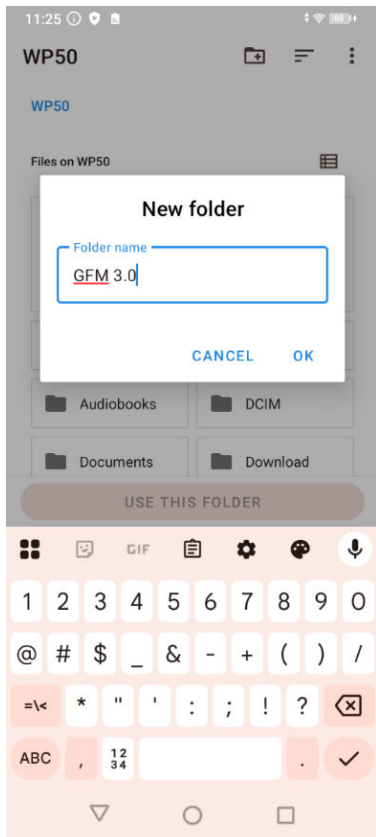 11:25
69
WP50
WP50
Files on WP50
New folder
Folder name
GFM 3.0
CANCEL OK
Audiobooks DCIM
Documents Download
USE THIS FOLDER
GIF
1 2 3 4 5 6 7 8 9 0
@ # $ _ & - + ( ) /
=\< * " ' : ; ! ?
ABC , 12 34 .